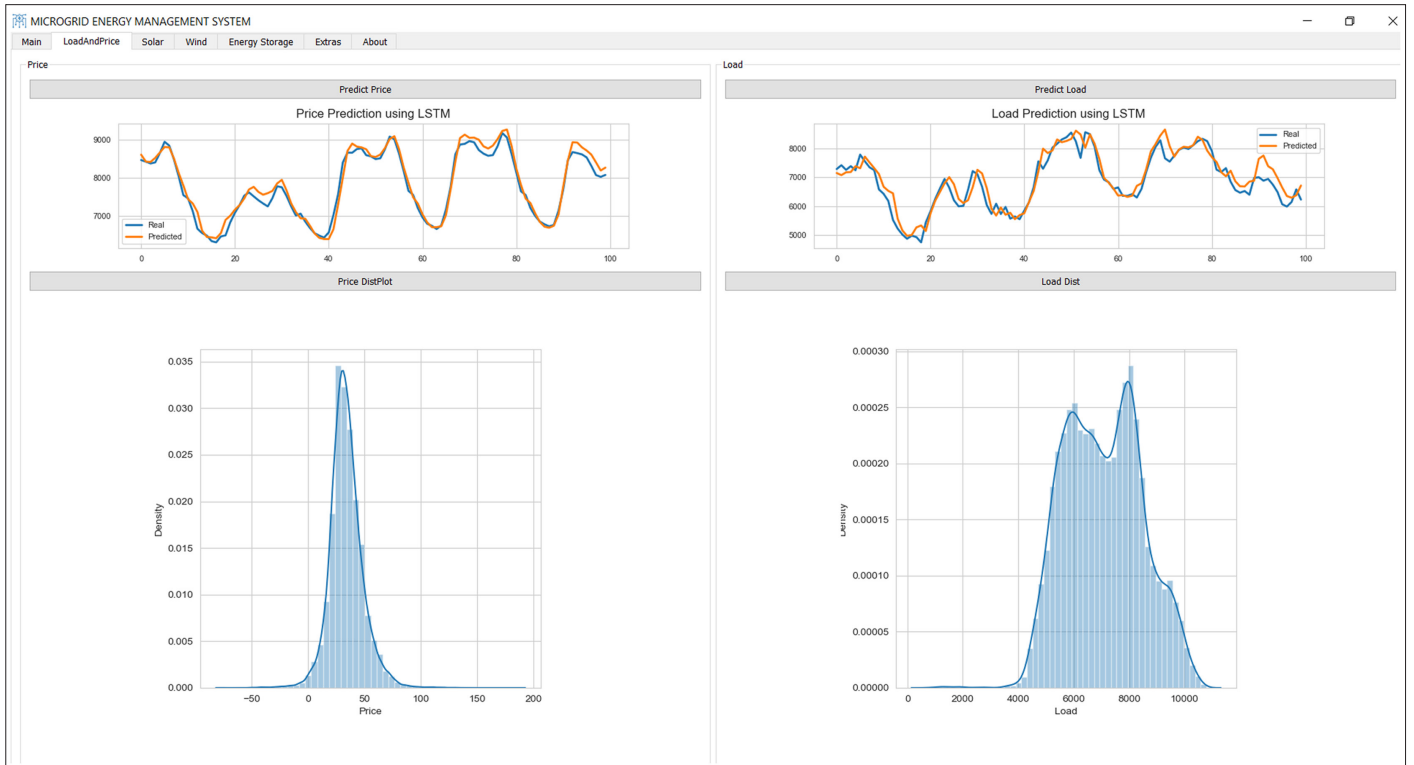 MICROGRID ENERGY MANAGEMENT SYSTEM
Main LoadAndPrice Solar Wind Energy Storage Extras About
Price
Predict Price
Price Prediction using LSTM
9000
8000
7000
Real
Predicted
0 20 40 60 80 100
Price DistPlot
0.035
0.030
0.025
0.020
0.015
0.010
0.005
0.000
Density
−50 0 50 100 150 200
Price
Load
Predict Load
Load Prediction using LSTM
8000
7000
6000
5000
Real
Predicted
0 20 40 60 80 100
Load Dist
0.00030
0.00025
0.00020
0.00015
0.00010
0.00005
0.00000
Density
0 2000 4000 6000 8000 10000
Load